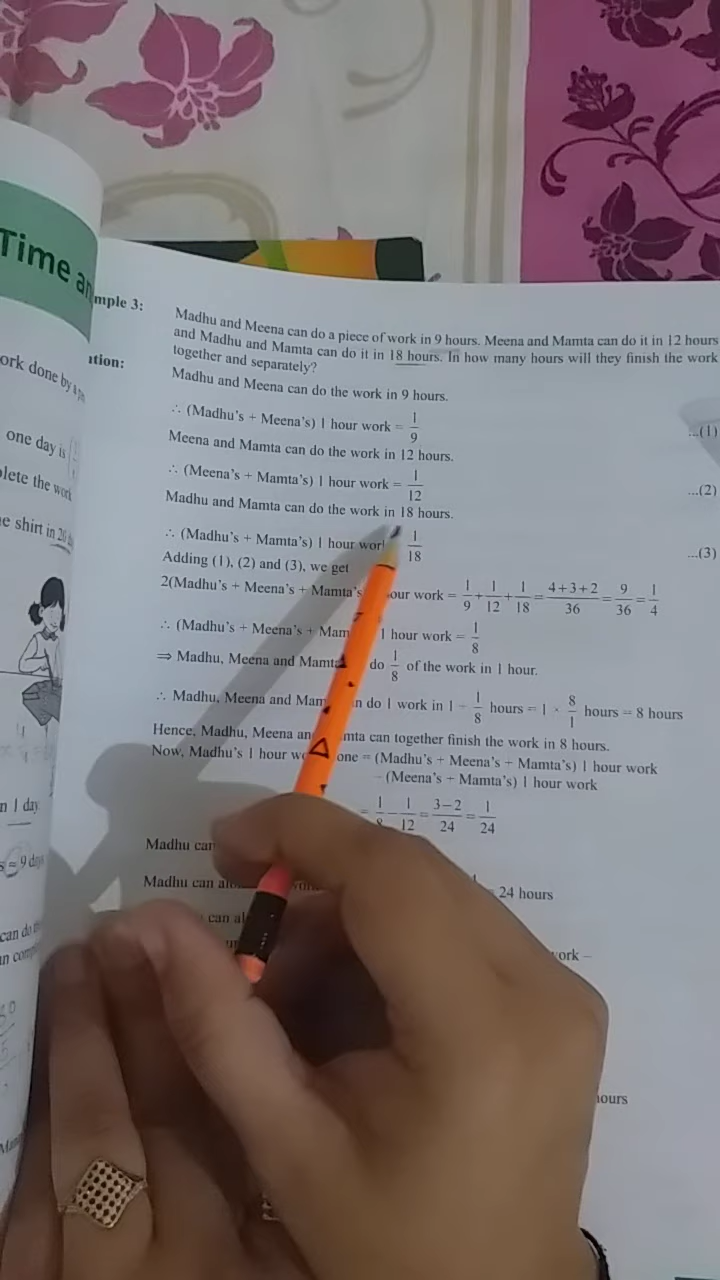 Time
mple 3:
Madhu and Meena can do a piece of work in 9 hours. Meena and Mamta can do it in 12 hours
and Madhu and Mamta can do it in 18 hours. In how many hours will they finish the work
together and separately?
ation:
Madhu and Meena can do the work in 9 hours.
∴ (Madhu's + Meena's) 1 hour work = 1/9 ...(1)
Meena and Mamta can do the work in 12 hours.
∴ (Meena's + Mamta's) 1 hour work = 1/12 ...(2)
Madhu and Mamta can do the work in 18 hours.
∴ (Madhu's + Mamta's) 1 hour 1/18 ...(3)
Adding (1), (2) and (3), we get
2(Madhu's + Meena's + Mamta's our work = 1/9 + 1/12 + 1/18 = 4+3+2/36 = 9/36 = 1/4
∴ (Madhu's + Meena's + Mam 1 hour work = 1/8
⇒ Madhu, Meena and Mamta do 1/8 of the work in 1 hour.
∴ Madhu, Meena and Mam n do 1 work in 1 ÷ 1/8 hours = 1 × 8/1 hours = 8 hours
Hence, Madhu, Meena an mta can together finish the work in 8 hours.
Now, Madhu's 1 hour w one = (Madhu's + Meena's + Mamta's) 1 hour work
− (Meena's + Mamta's) 1 hour work
= 1/8 − 1/12 = 3−2/24 = 1/24
Madhu can
Madhu can 24 hours
can al
work −
ours
ork done by a
one day is
plete the work
e shirt in 20
n 1 day.
= 9 days
can do